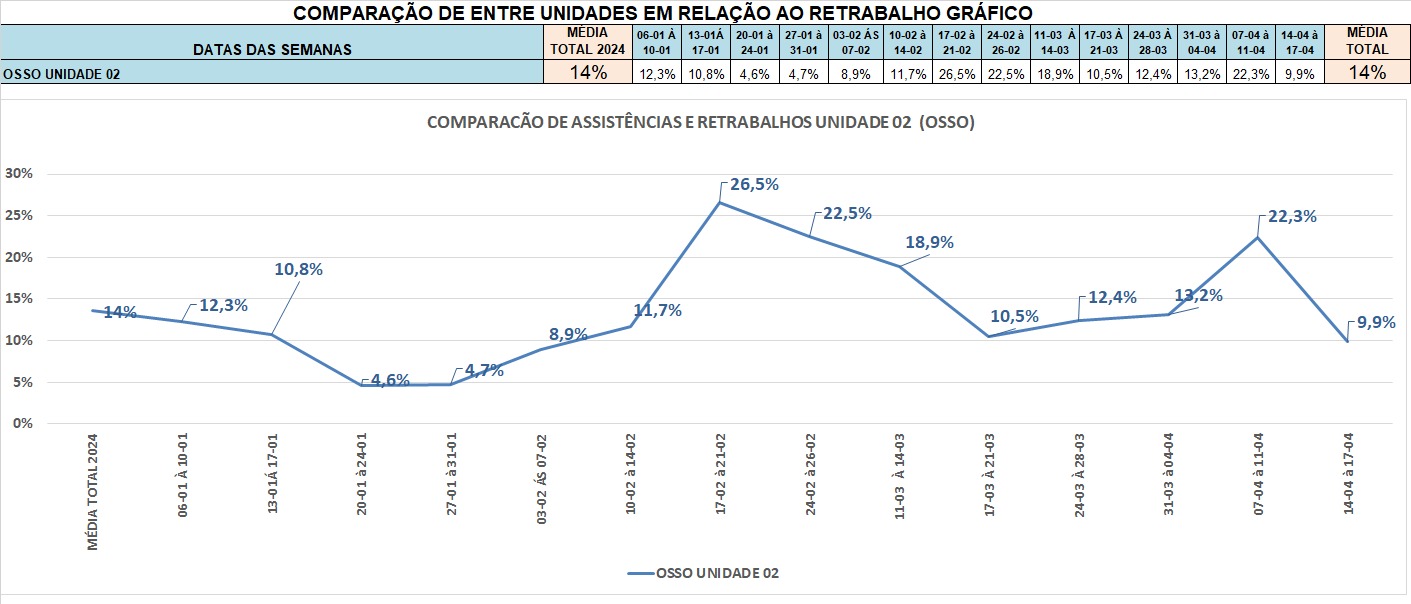 COMPARAÇÃO DE ENTRE UNIDADES EM RELAÇÃO AO RETRABALHO GRÁFICO
DATAS DAS SEMANAS
MÉDIA
TOTAL 2024
06-01 À
10-01
13-01Á
17-01
20-01 à
24-01
27-01 à
31-01
03-02 ÁS
07-02
10-02 à
14-02
17-02 à
21-02
24-02 à
26-02
11-03 À
14-03
17-03 À
21-03
24-03 À
28-03
31-03 à
04-04
07-04 à
11-04
14-04 à
17-04
MÉDIA
TOTAL
OSSO UNIDADE 02 14% 12,3% 10,8% 4,6% 4,7% 8,9% 11,7% 26,5% 22,5% 18,9% 10,5% 12,4% 13,2% 22,3% 9,9% 14%
COMPARACÃO DE ASSISTÊNCIAS E RETRABALHOS UNIDADE 02 (OSSO)
30%
25%
20%
15%
10%
5%
0%
14%
12,3%
10,8%
4,6%
4,7%
8,9%
11,7%
26,5%
22,5%
18,9%
10,5%
12,4%
13,2%
22,3%
9,9%
MÉDIA TOTAL 2024
06-01 À 10-01
13-01Á 17-01
20-01 à 24-01
27-01 à 31-01
03-02 ÁS 07-02
10-02 à 14-02
17-02 à 21-02
24-02 à 26-02
11-03 À 14-03
17-03 À 21-03
24-03 À 28-03
31-03 à 04-04
07-04 à 11-04
14-04 à 17-04
OSSO UNIDADE 02